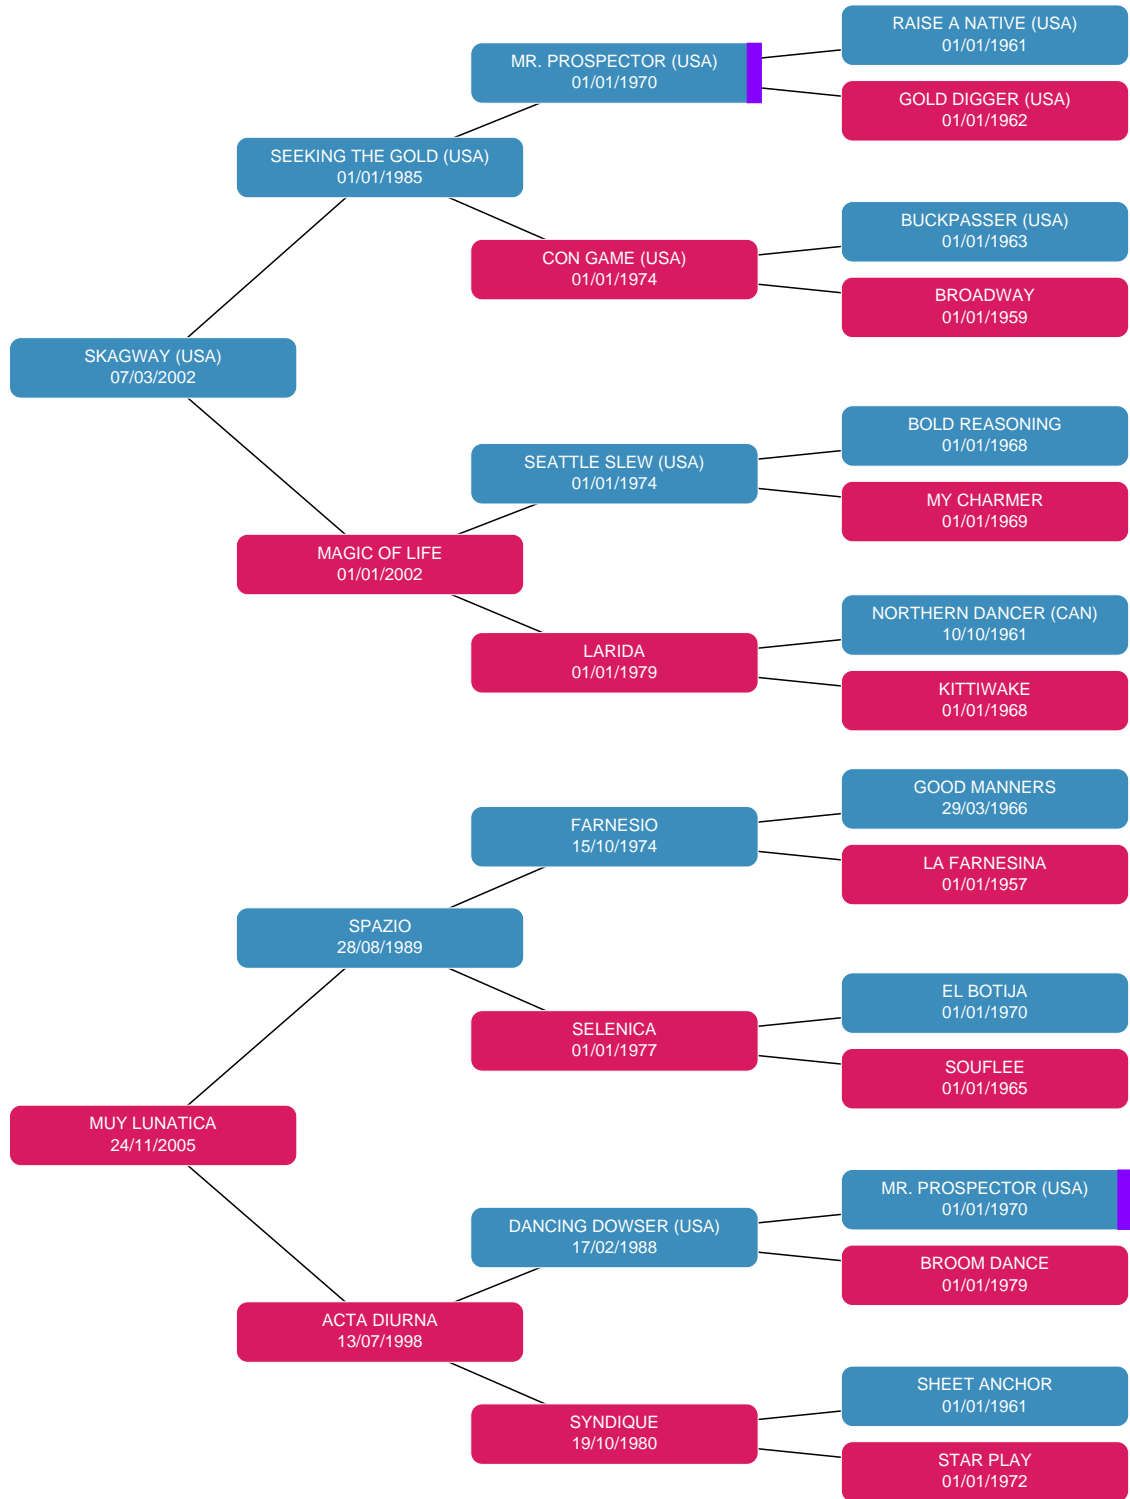 RAISE A NATIVE (USA)
01/01/1961
MR. PROSPECTOR (USA)
01/01/1970
GOLD DIGGER (USA)
01/01/1962
SEEKING THE GOLD (USA)
01/01/1985
BUCKPASSER (USA)
01/01/1963
CON GAME (USA)
01/01/1974
BROADWAY
01/01/1959
SKAGWAY (USA)
07/03/2002
BOLD REASONING
01/01/1968
SEATTLE SLEW (USA)
01/01/1974
MY CHARMER
01/01/1969
MAGIC OF LIFE
01/01/2002
NORTHERN DANCER (CAN)
10/10/1961
LARIDA
01/01/1979
KITTIWAKE
01/01/1968
GOOD MANNERS
29/03/1966
FARNESIO
15/10/1974
LA FARNESINA
01/01/1957
SPAZIO
28/08/1989
EL BOTIJA
01/01/1970
SELENICA
01/01/1977
SOUFLEE
01/01/1965
MUY LUNATICA
24/11/2005
MR. PROSPECTOR (USA)
01/01/1970
DANCING DOWSER (USA)
17/02/1988
BROOM DANCE
01/01/1979
ACTA DIURNA
13/07/1998
SHEET ANCHOR
01/01/1961
SYNDIQUE
19/10/1980
STAR PLAY
01/01/1972